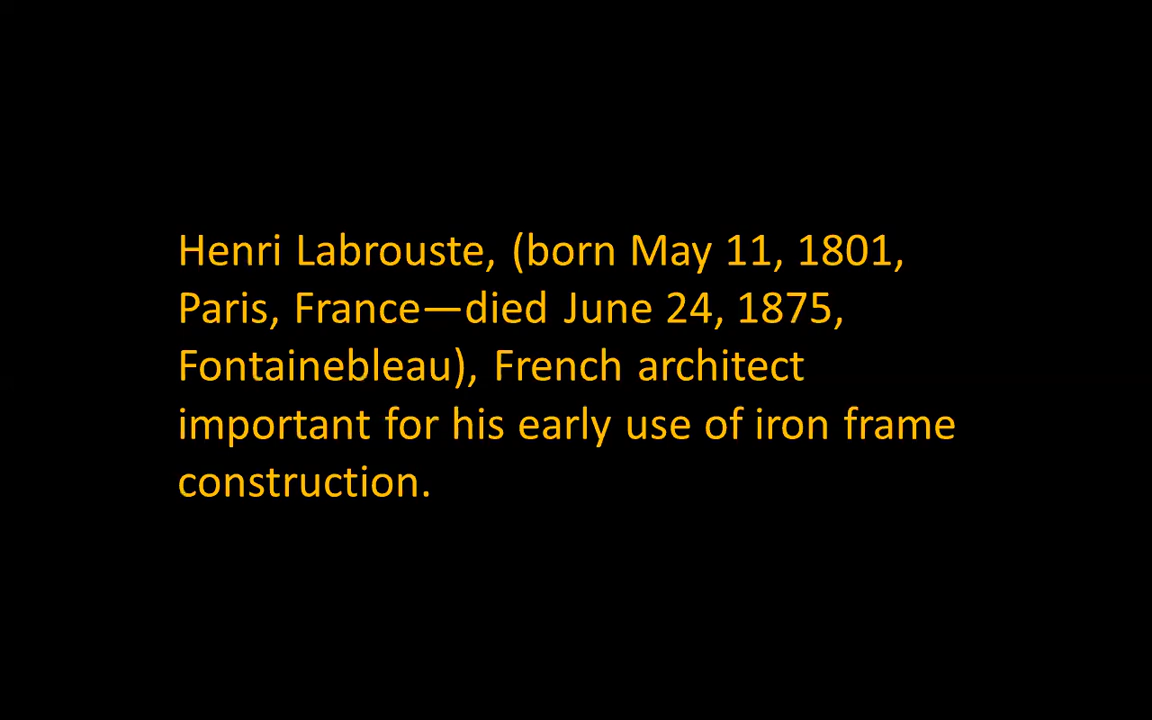 Henri Labrouste, (born May 11, 1801,
Paris, France—died June 24, 1875,
Fontainebleau), French architect
important for his early use of iron frame
construction.